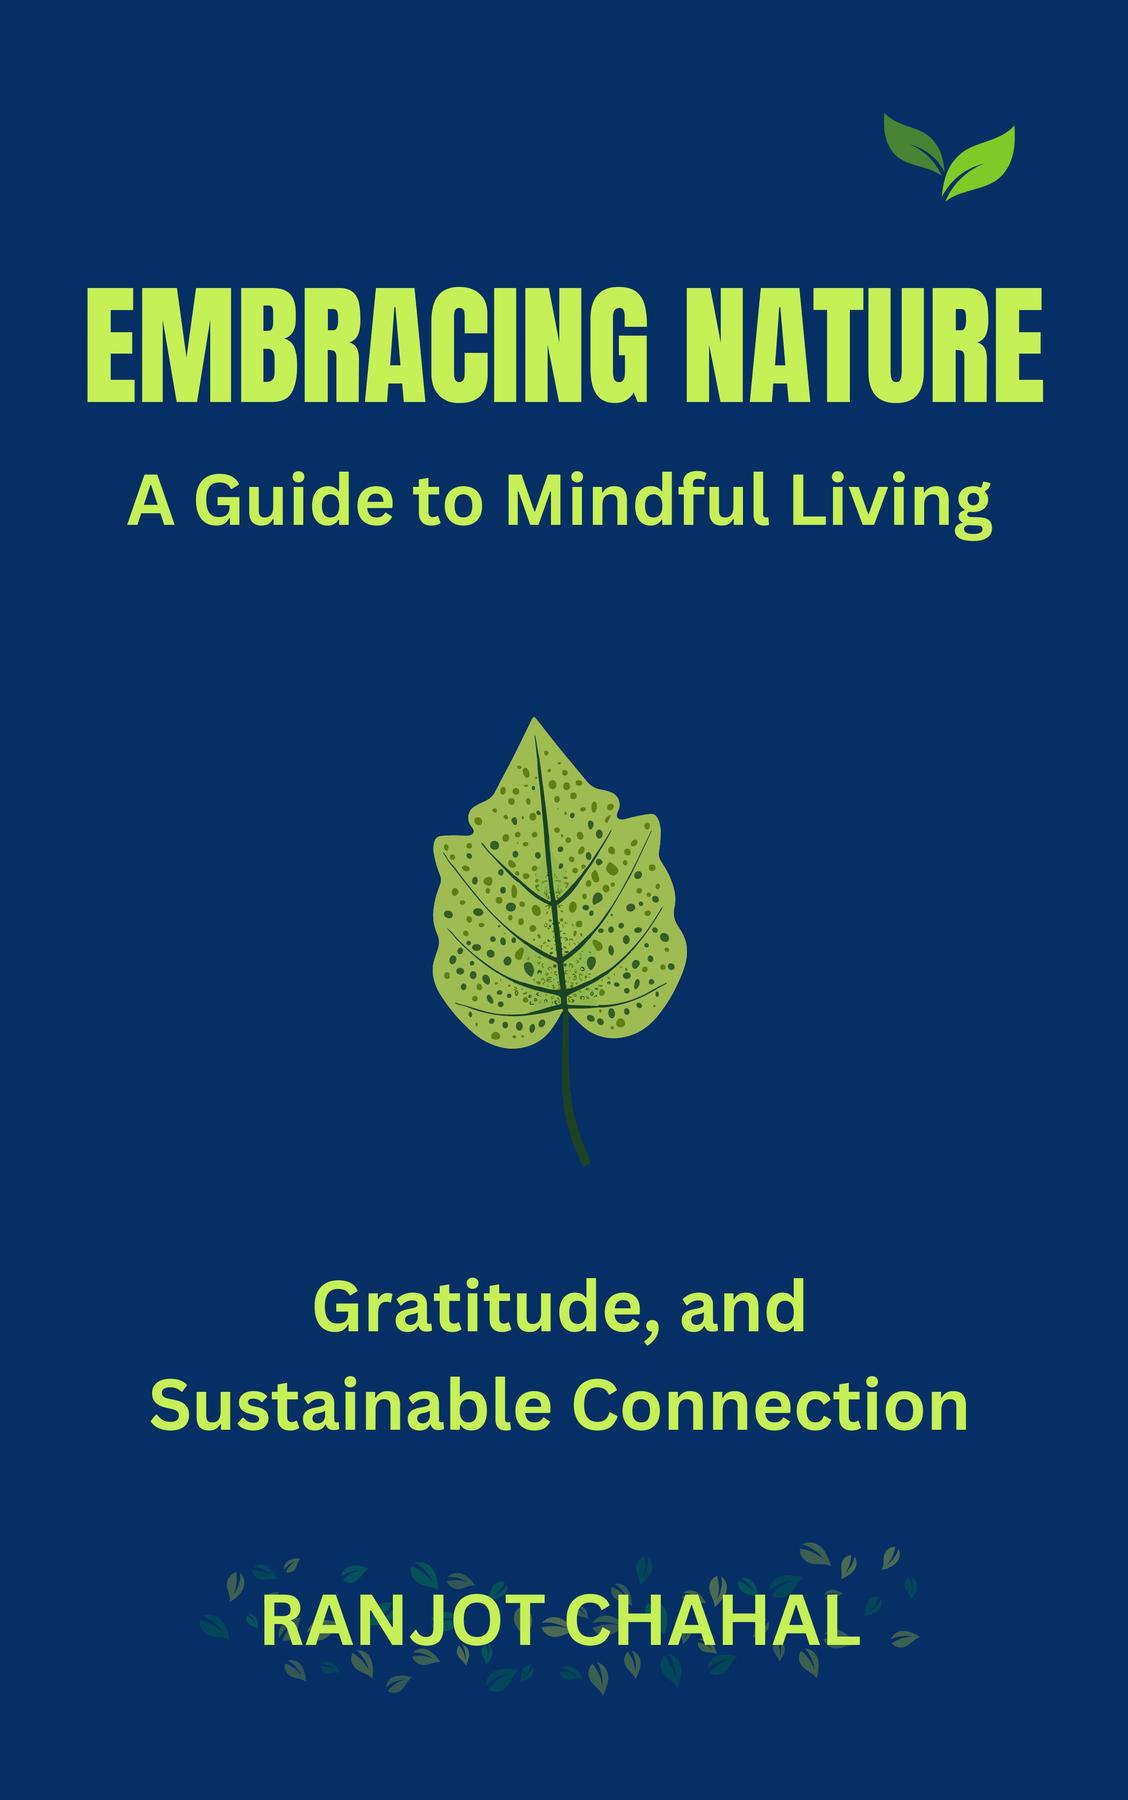 EMBRACING NATURE
A Guide to Mindful Living
Gratitude, and
Sustainable Connection
RANJOT CHAHAL